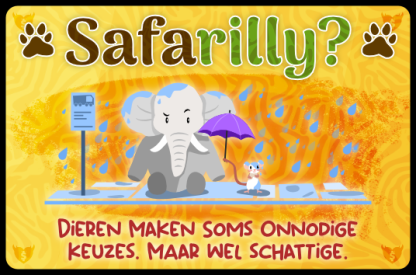 Safarilly?
DIEREN MAKEN SOMS ONNODIGE
KEUZES. MAAR WEL SCHATTIGE.